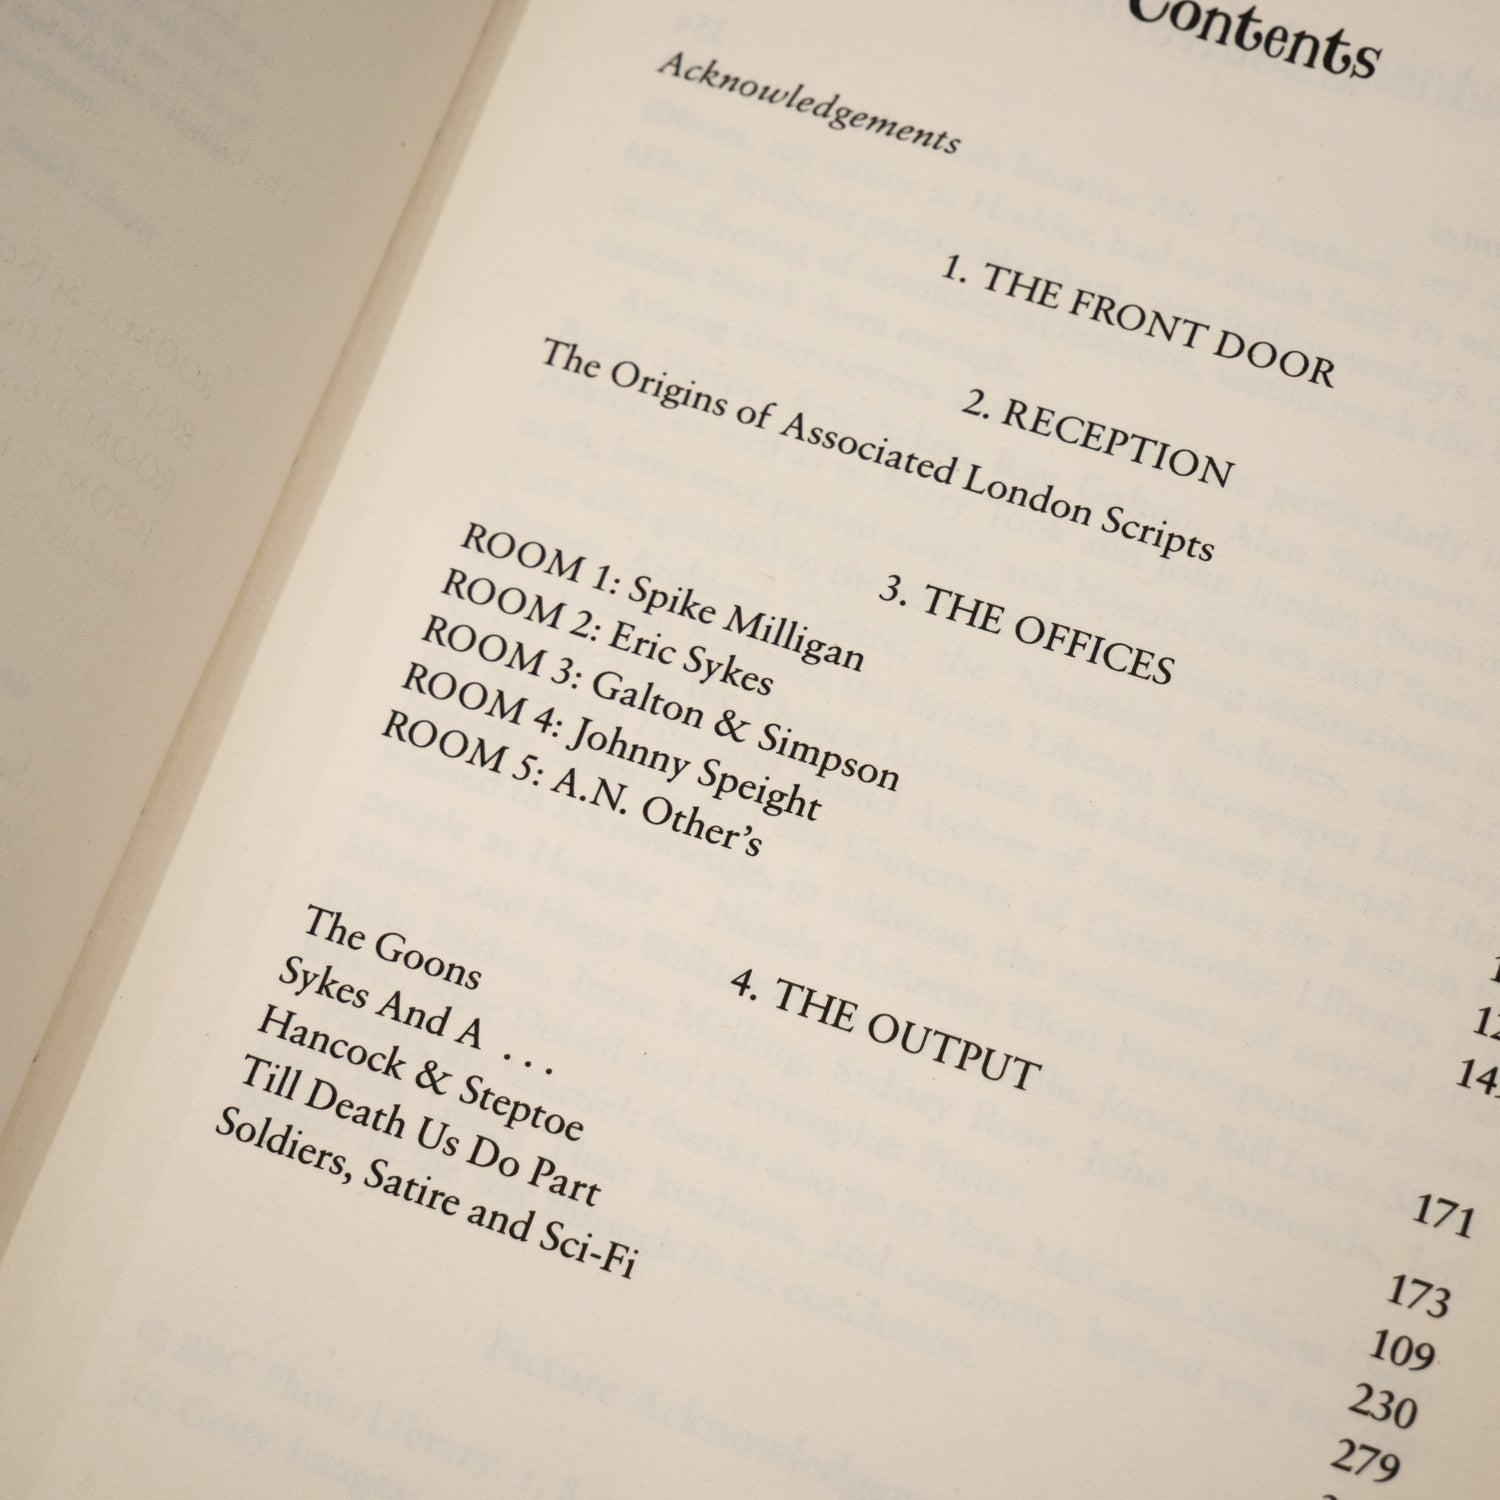 Contents
Acknowledgements
1. THE FRONT DOOR
2. RECEPTION
The Origins of Associated London Scripts
3. THE OFFICES
ROOM 1: Spike Milligan
ROOM 2: Eric Sykes
ROOM 3: Galton & Simpson
ROOM 4: Johnny Speight
ROOM 5: A.N. Other's
4. THE OUTPUT
171
The Goons 173
Sykes And A . . . 109
Hancock & Steptoe 230
Till Death Us Do Part 279
Soldiers, Satire and Sci-Fi